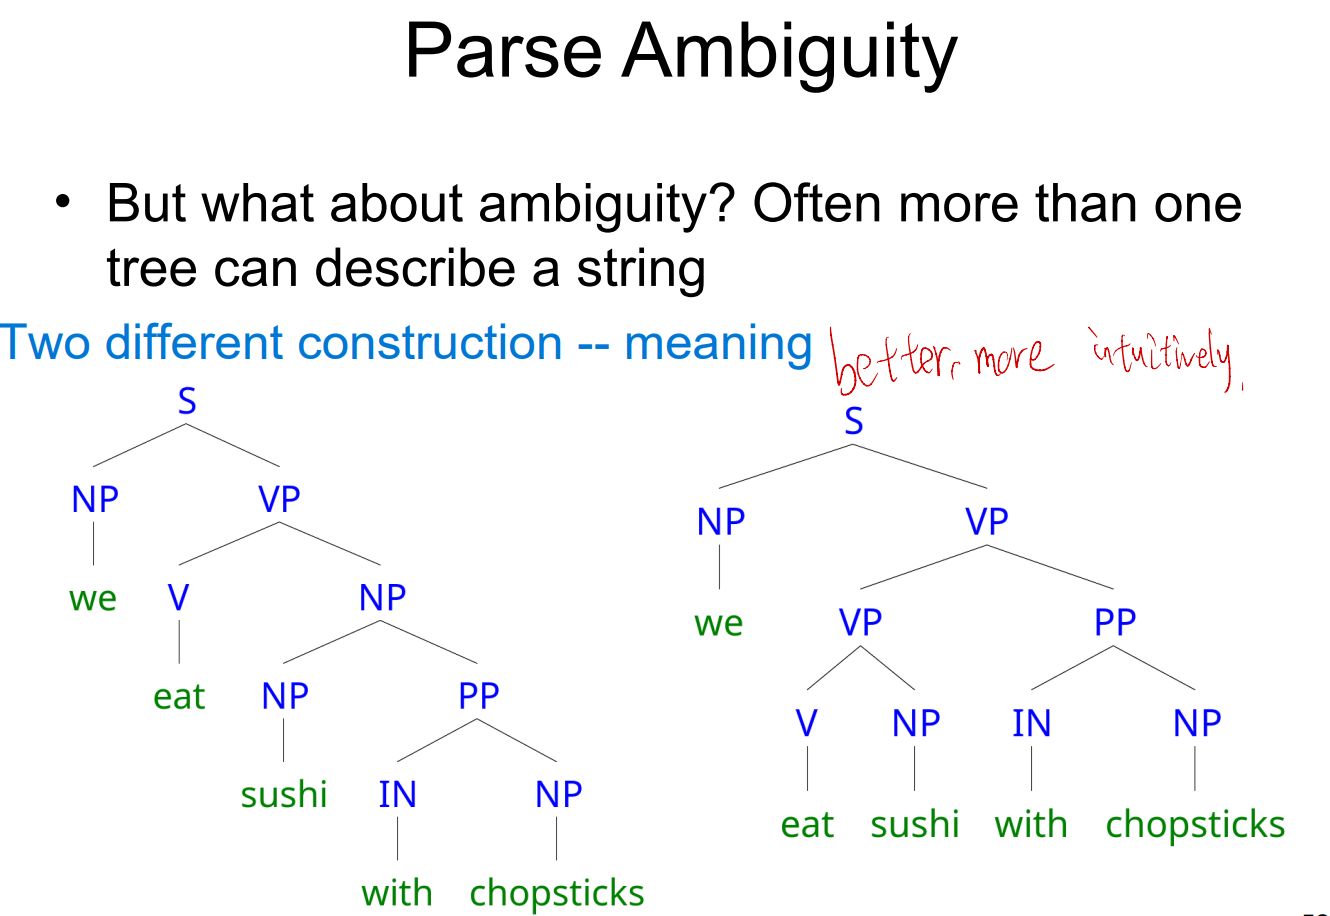 Parse Ambiguity
• But what about ambiguity? Often more than one
tree can describe a string
Two different construction -- meaning better, more intuitively.
S
NP VP
we V NP
eat NP PP
sushi IN NP
with chopsticks
S
NP VP
we VP PP
V NP IN NP
eat sushi with chopsticks